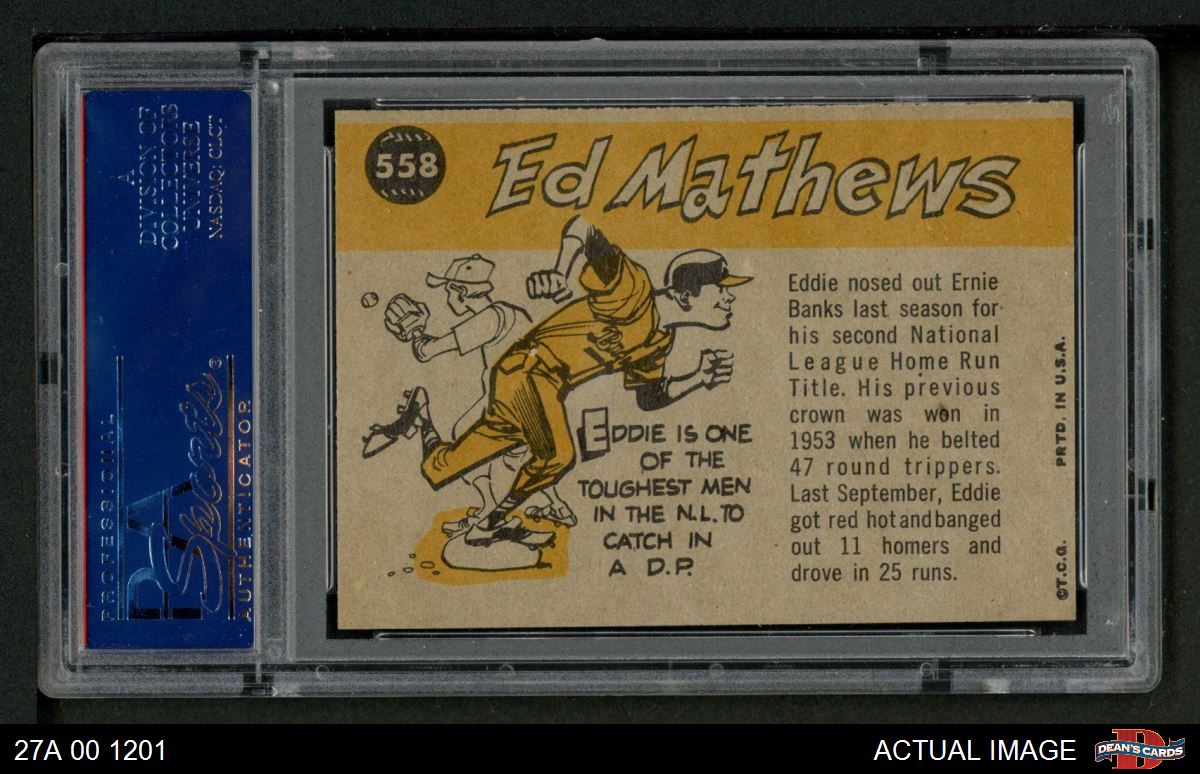 A
DIVISION OF
COLLECTORS
UNIVERSE
NASDAQ: CLCT
PROFESSIONAL
PSA
Sports ®
AUTHENTICATOR
558
Ed Mathews
EDDIE IS ONE
OF THE
TOUGHEST MEN
IN THE N.L. TO
CATCH IN
A D.P.
Eddie nosed out Ernie
Banks last season for
his second National
League Home Run
Title. His previous
crown was won in
1953 when he belted
47 round trippers.
Last September, Eddie
got red hot and banged
out 11 homers and
drove in 25 runs.
©T.C.G. PRTD. IN U.S.A.
27A 00 1201
ACTUAL IMAGE
DEAN'S CARDS